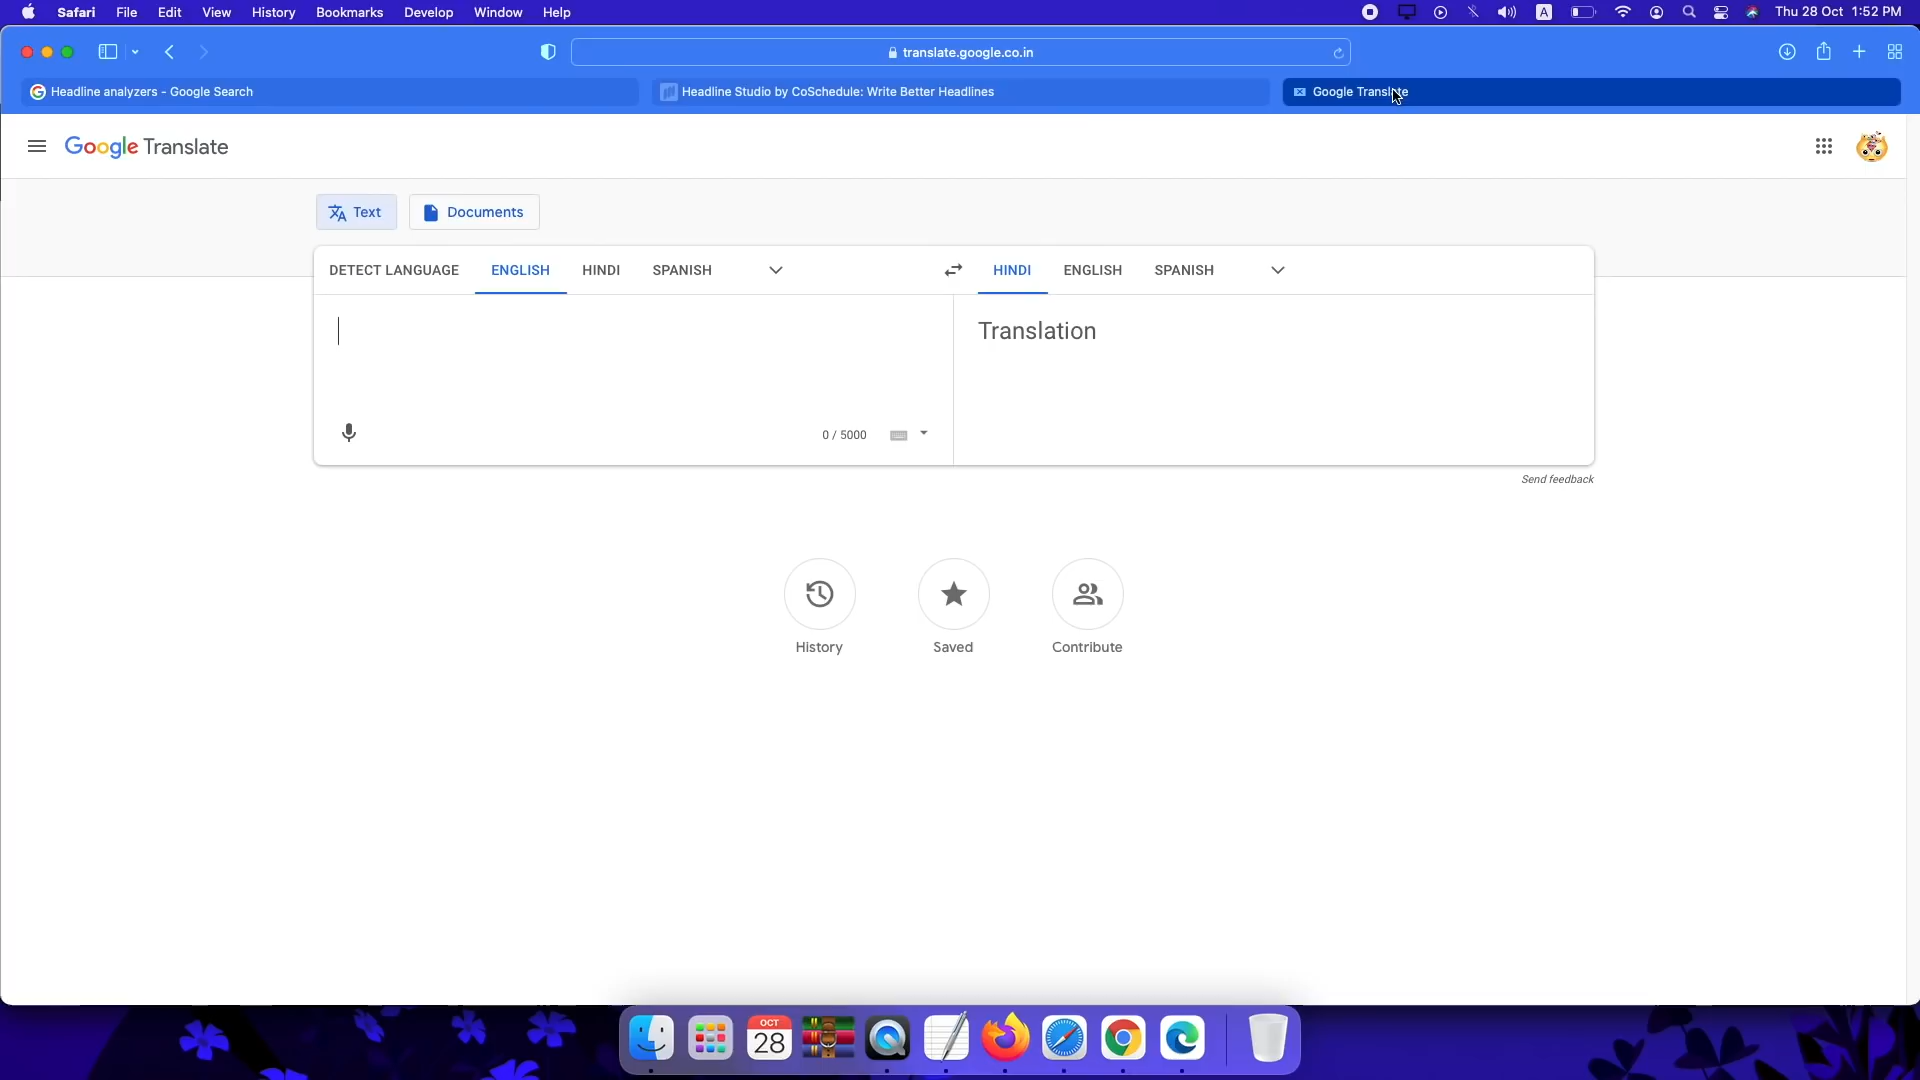 Safari File Edit View History Bookmarks Develop Window Help A Thu 28 Oct 1:52 PM
translate.google.co.in
Headline analyzers - Google Search Headline Studio by CoSchedule: Write Better Headlines Google Translate
Google Translate
Text Documents
DETECT LANGUAGE ENGLISH HINDI SPANISH HINDI ENGLISH SPANISH
Translation
0 / 5000
Send feedback
History Saved Contribute
OCT
28